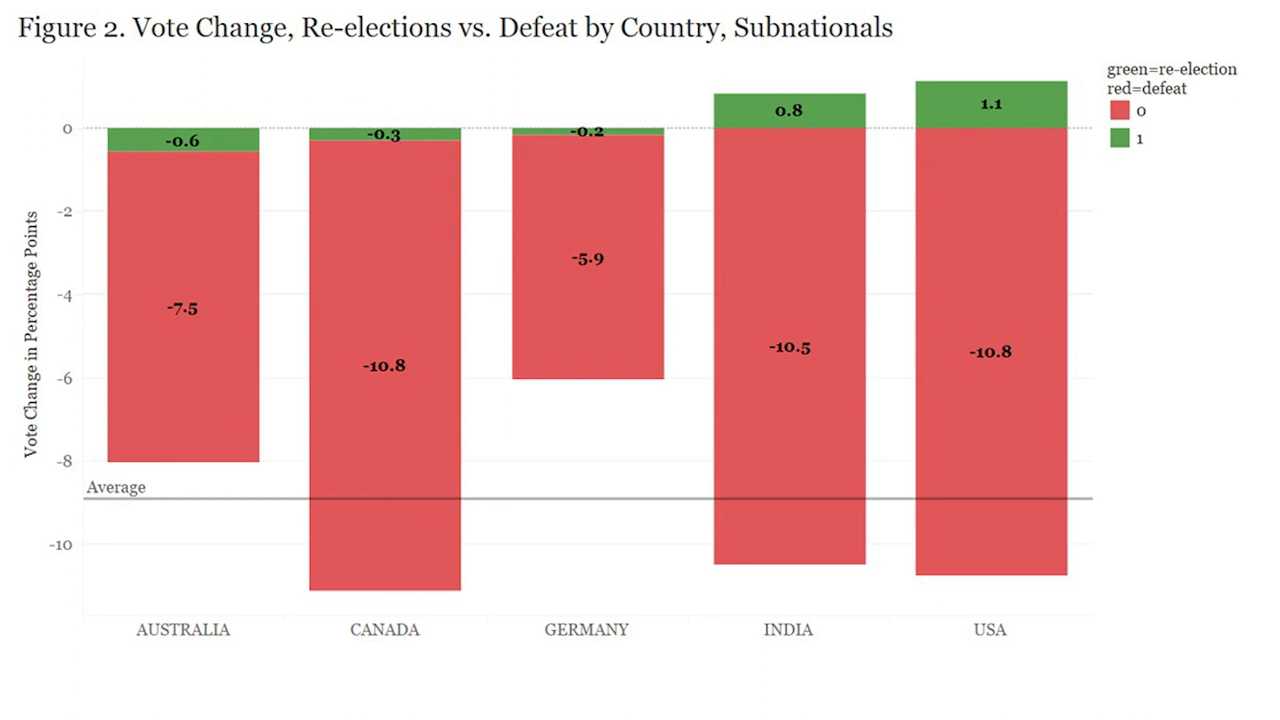 Figure 2. Vote Change, Re-elections vs. Defeat by Country, Subnationals
green=re-election
red=defeat
0
1
Vote Change in Percentage Points
0
-2
-4
-6
-8
-10
Average
-0.6
-7.5
-0.3
-10.8
-0.2
-5.9
0.8
-10.5
1.1
-10.8
AUSTRALIA
CANADA
GERMANY
INDIA
USA